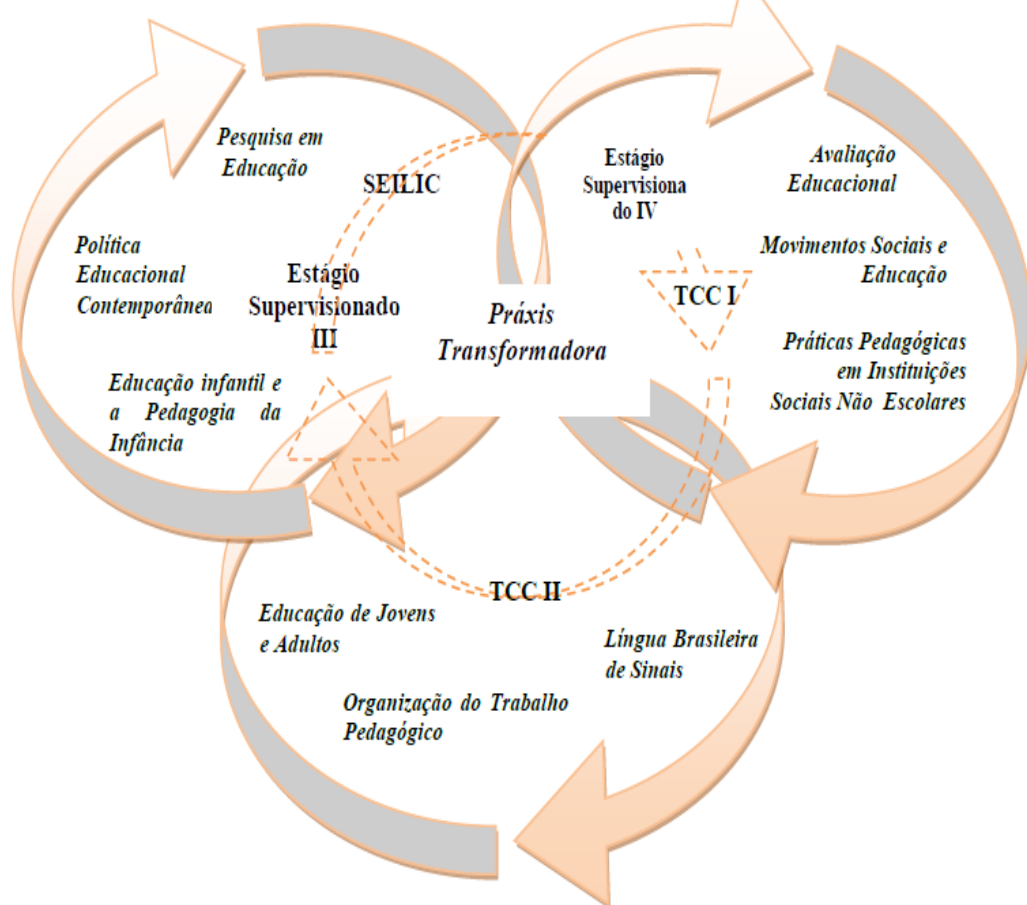 Pesquisa em
Educação
SEILIC
Política
Educacional
Contemporânea
Estágio
Supervisionado
III
Educação infantil e
a Pedagogia da
Infância
Estágio
Supervisiona
do IV
Avaliação
Educacional
Movimentos Sociais e
Educação
TCC I
Práticas Pedagógicas
em Instituições
Sociais Não Escolares
Práxis
Transformadora
TCC II
Educação de Jovens
e Adultos
Língua Brasileira
de Sinais
Organização do Trabalho
Pedagógico